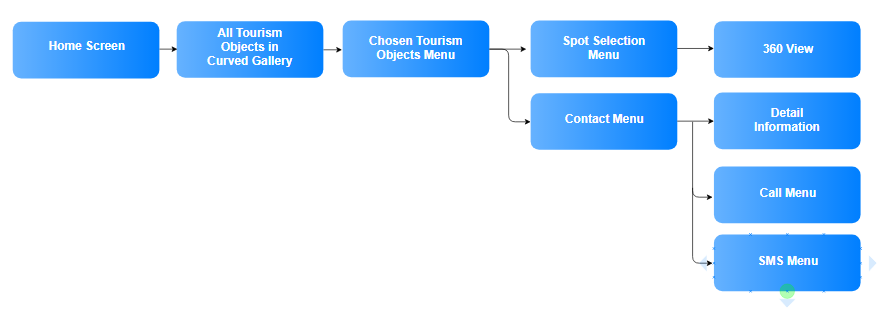 Home Screen
All Tourism
Objects in
Curved Gallery
Chosen Tourism
Objects Menu
Spot Selection
Menu
360 View
Contact Menu
Detail
Information
Call Menu
SMS Menu